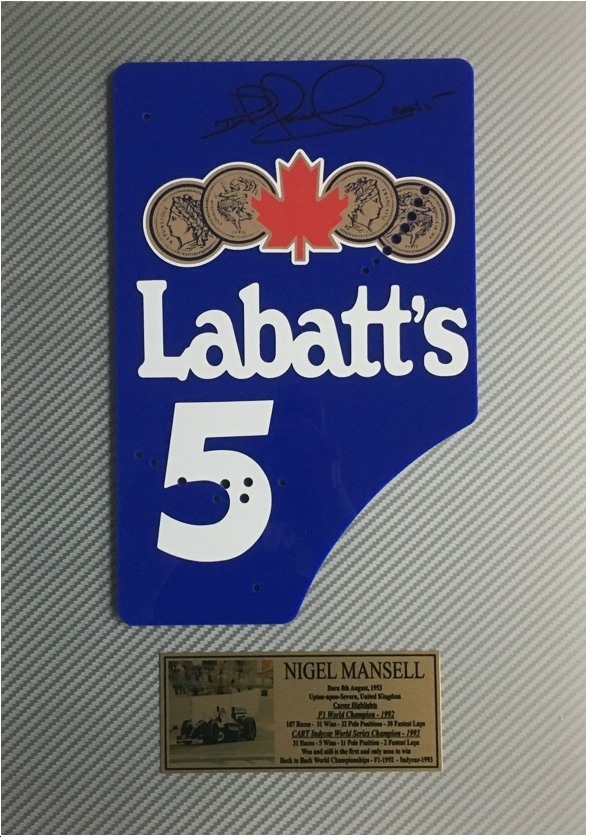 Labatt's
5
NIGEL MANSELL
Born 8th August, 1953
Upton-upon-Severn, United Kingdom
Career Highlights
F1 World Champion - 1992
187 Races - 31 Wins - 32 Pole Positions - 30 Fastest Laps
CART Indycar World Series Champion - 1993
31 Races - 5 Wins - 11 Pole Position - 2 Fastest Laps
Was and still is the first and only man to win
Back to Back World Championships - F1-1992 - Indycar-1993